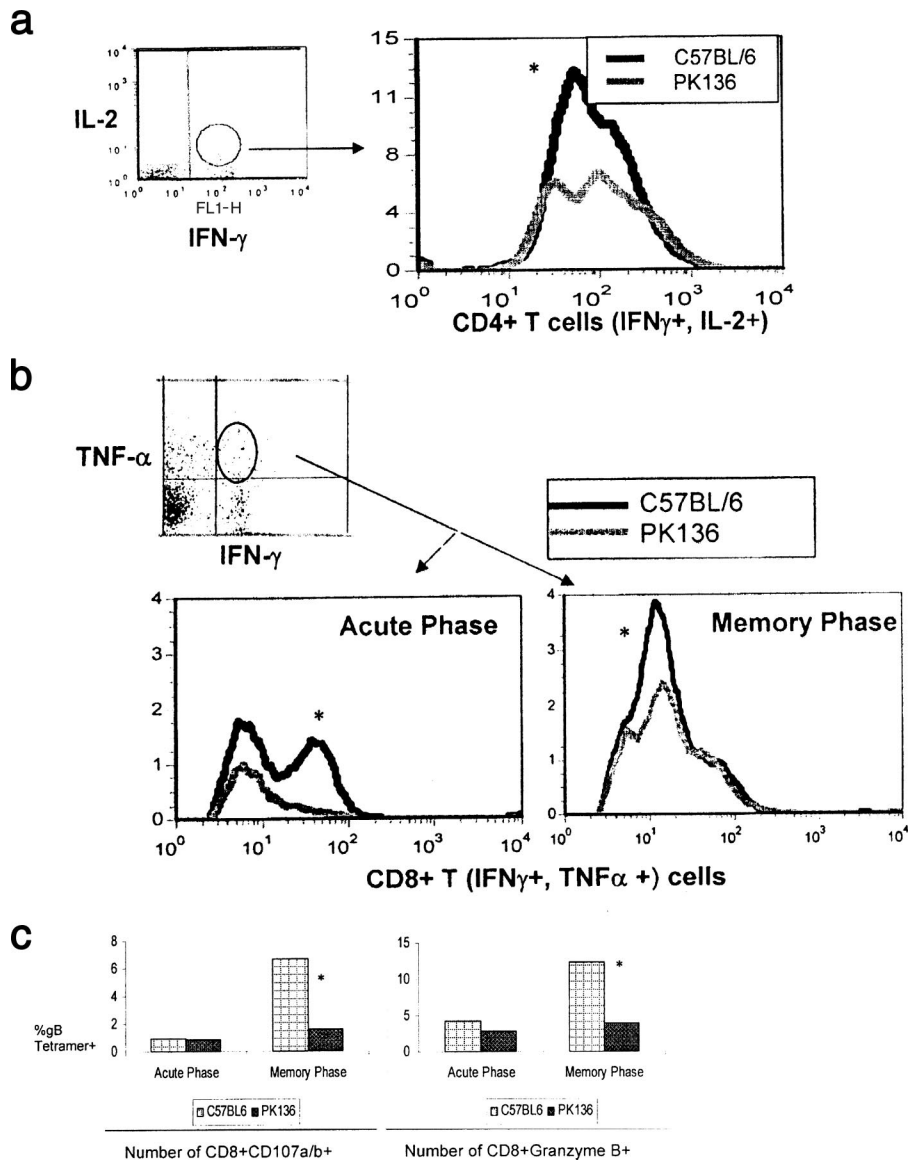 a
10⁴
10³
10²
10¹
10⁰
IL-2
10⁰ 10¹ 10² 10³ 10⁴
FL1-H
IFN-γ
15
13
11
8
4
0
*
C57BL/6
PK136
10⁰ 10¹ 10² 10³ 10⁴
CD4+ T cells (IFNγ+, IL-2+)
b
TNF-α
IFN-γ
C57BL/6
PK136
4
3
2
1
0
Acute Phase
*
10⁰ 10¹ 10² 10³ 10⁴
4
3
2
1
0
*
Memory Phase
10⁰ 10¹ 10² 10³ 10⁴
CD8+ T (IFNγ+, TNFα +) cells
c
%gB
Tetramer+
8
6
4
2
0
*
Acute Phase Memory Phase
C57BL6 PK136
Number of CD8+CD107a/b+
15
10
5
0
*
Acute Phase Memory Phase
C57BL6 PK136
Number of CD8+Granzyme B+